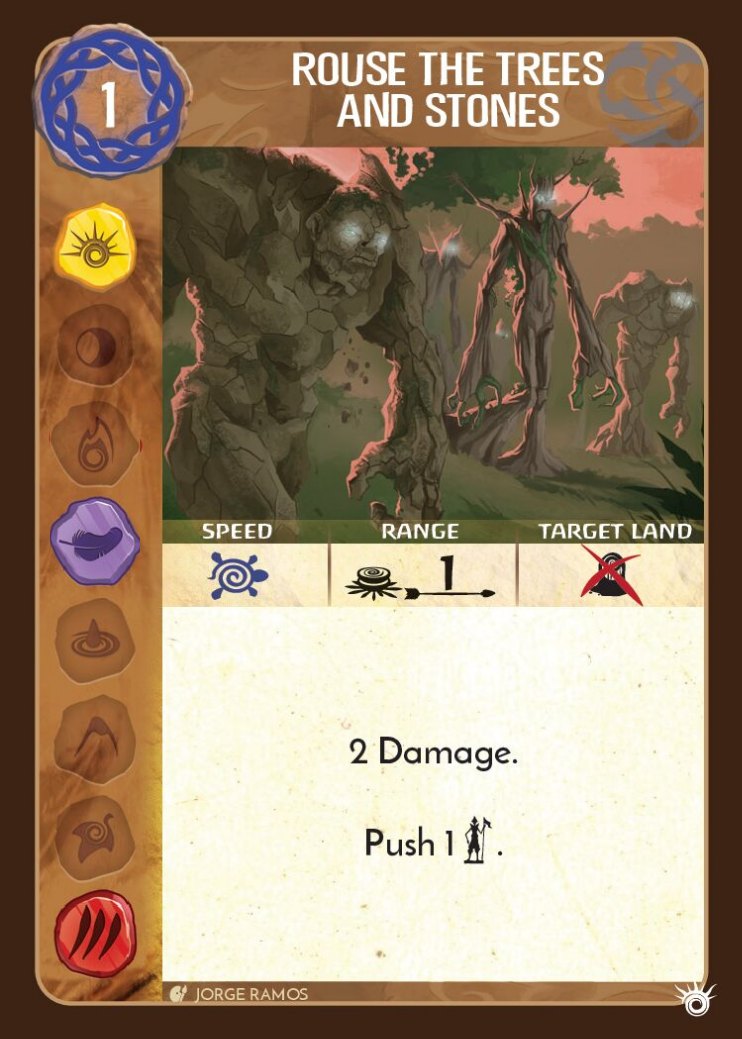 1
ROUSE THE TREES
AND STONES
SPEED RANGE TARGET LAND
1
2 Damage.
Push 1 .
JORGE RAMOS